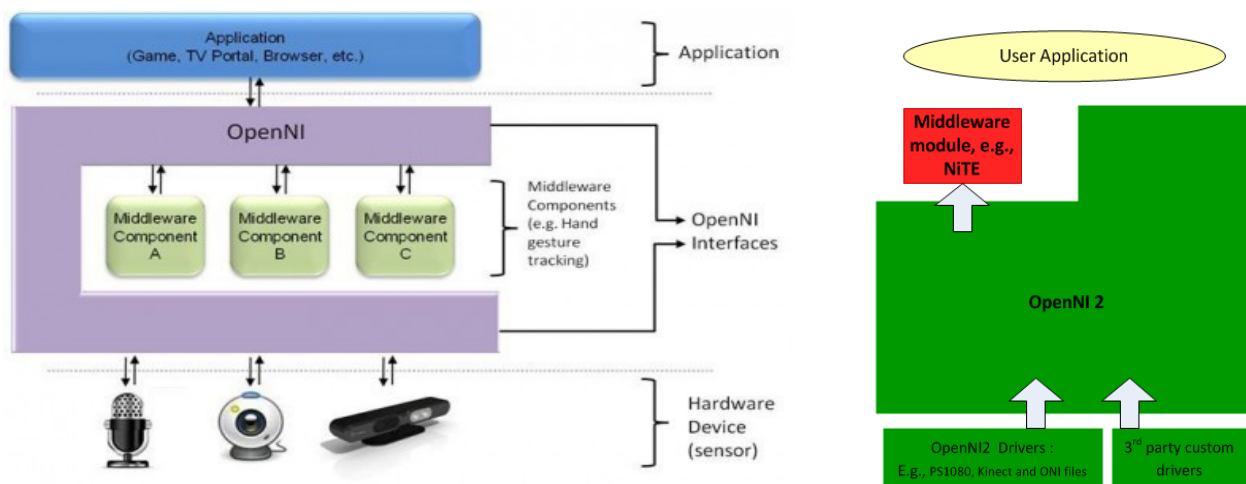 Application
(Game, TV Portal, Browser, etc.)
Application
OpenNI
Middleware
Component
A
Middleware
Component
B
Middleware
Component
C
Middleware
Components
(e.g. Hand
gesture
tracking)
OpenNI
Interfaces
Hardware
Device
(sensor)
User Application
Middleware
module, e.g.,
NiTE
OpenNI 2
OpenNI2 Drivers :
E.g., PS1080, Kinect and ONI files
3rd party custom
drivers